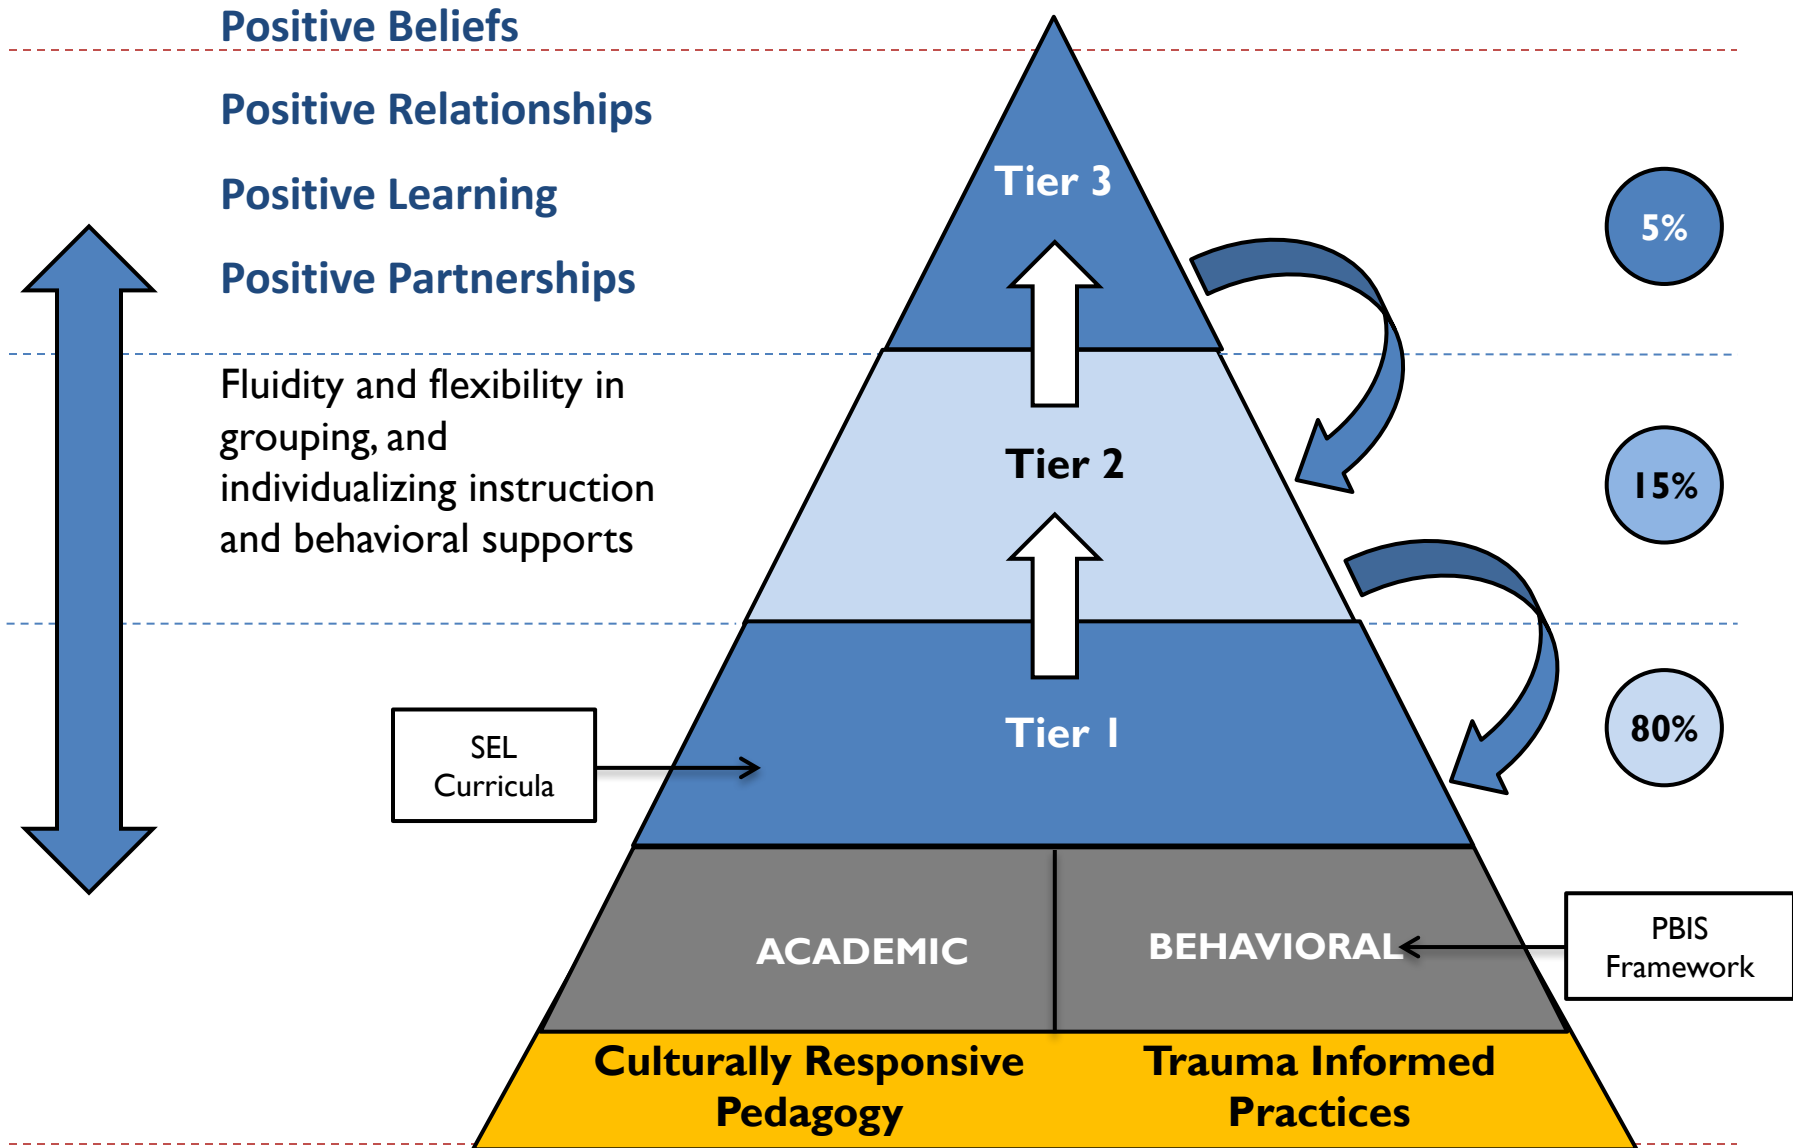 Positive Beliefs
Positive Relationships
Positive Learning
Positive Partnerships
Fluidity and flexibility in
grouping, and
individualizing instruction
and behavioral supports
Tier 3
5%
Tier 2
15%
Tier 1
80%
SEL
Curricula
ACADEMIC
BEHAVIORAL
PBIS
Framework
Culturally Responsive
Pedagogy
Trauma Informed
Practices